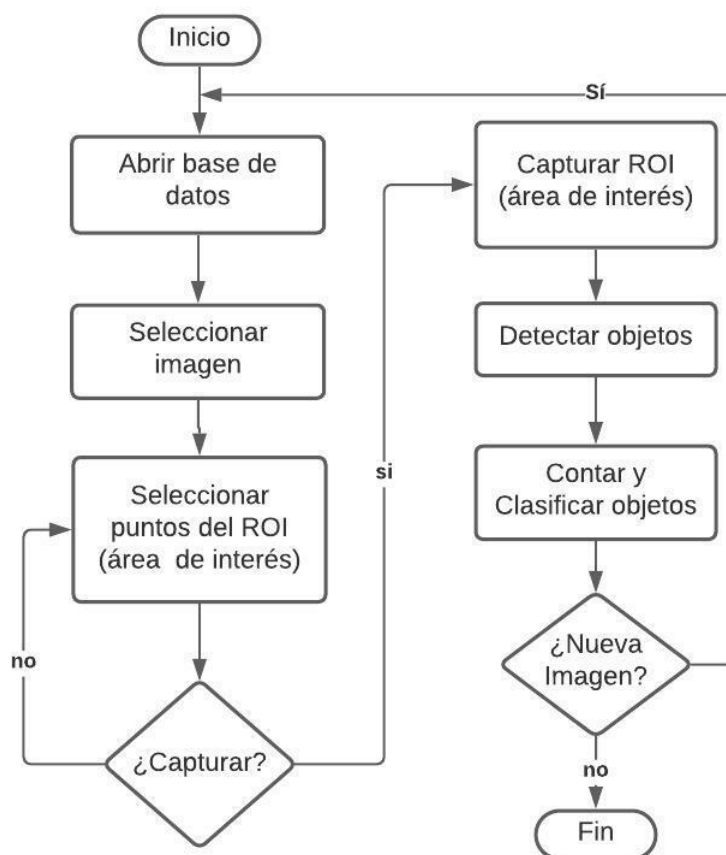 Inicio
Abrir base de
datos
Seleccionar
imagen
Seleccionar
puntos del ROI
(área de interés)
¿Capturar?
no
si
Capturar ROI
(área de interés)
Detectar objetos
Contar y
Clasificar objetos
¿Nueva
Imagen?
Sí
no
Fin